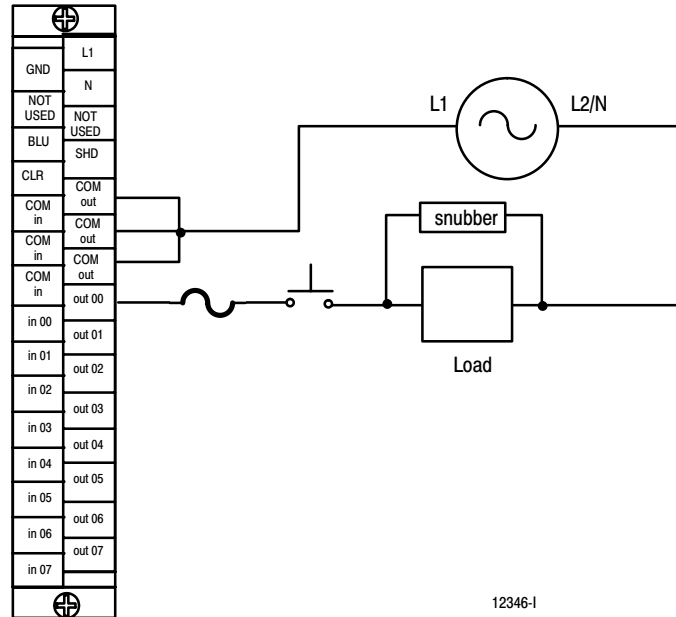 GND
NOT
USED
BLU
CLR
COM
in
COM
in
COM
in
in 00
in 01
in 02
in 03
in 04
in 05
in 06
in 07
L1
N
NOT
USED
SHD
COM
out
COM
out
COM
out
out 00
out 01
out 02
out 03
out 04
out 05
out 06
out 07
L1
L2/N
snubber
Load
12346-I